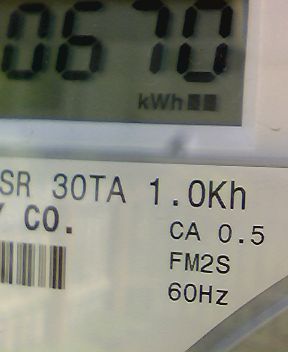 0670
kWh
SR 30TA 1.0Kh
Y CO.
CA 0.5
FM2S
60Hz